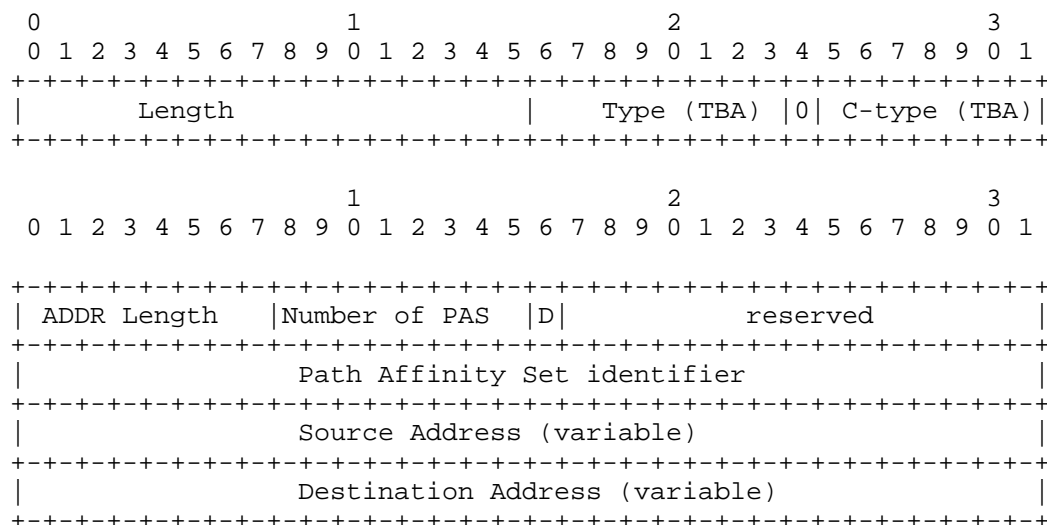 0                   1                   2                   3
 0 1 2 3 4 5 6 7 8 9 0 1 2 3 4 5 6 7 8 9 0 1 2 3 4 5 6 7 8 9 0 1
+-+-+-+-+-+-+-+-+-+-+-+-+-+-+-+-+-+-+-+-+-+-+-+-+-+-+-+-+-+-+-+-+
|       Length                  |    Type (TBA) |0| C-type (TBA)|
+-+-+-+-+-+-+-+-+-+-+-+-+-+-+-+-+-+-+-+-+-+-+-+-+-+-+-+-+-+-+-+-+
                     1                   2                   3
 0 1 2 3 4 5 6 7 8 9 0 1 2 3 4 5 6 7 8 9 0 1 2 3 4 5 6 7 8 9 0 1
+-+-+-+-+-+-+-+-+-+-+-+-+-+-+-+-+-+-+-+-+-+-+-+-+-+-+-+-+-+-+-+-+
| ADDR Length   |Number of PAS  |D|           reserved          |
+-+-+-+-+-+-+-+-+-+-+-+-+-+-+-+-+-+-+-+-+-+-+-+-+-+-+-+-+-+-+-+-+
|                 Path Affinity Set identifier                  |
+-+-+-+-+-+-+-+-+-+-+-+-+-+-+-+-+-+-+-+-+-+-+-+-+-+-+-+-+-+-+-+-+
|                 Source Address (variable)                     |
+-+-+-+-+-+-+-+-+-+-+-+-+-+-+-+-+-+-+-+-+-+-+-+-+-+-+-+-+-+-+-+-+
|                 Destination Address (variable)                |
+-+-+-+-+-+-+-+-+-+-+-+-+-+-+-+-+-+-+-+-+-+-+-+-+-+-+-+-+-+-+-+-+